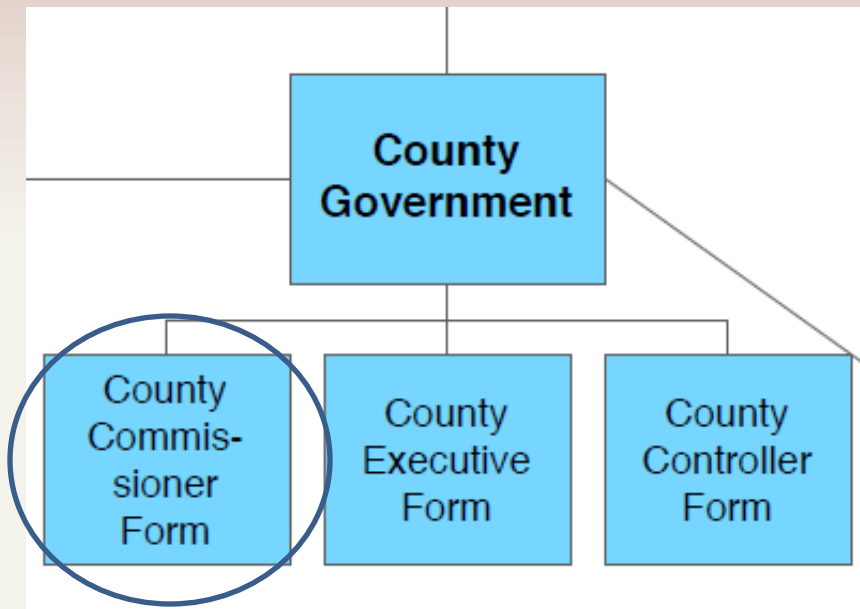 County
Government
County
Commis-
sioner
Form
County
Executive
Form
County
Controller
Form